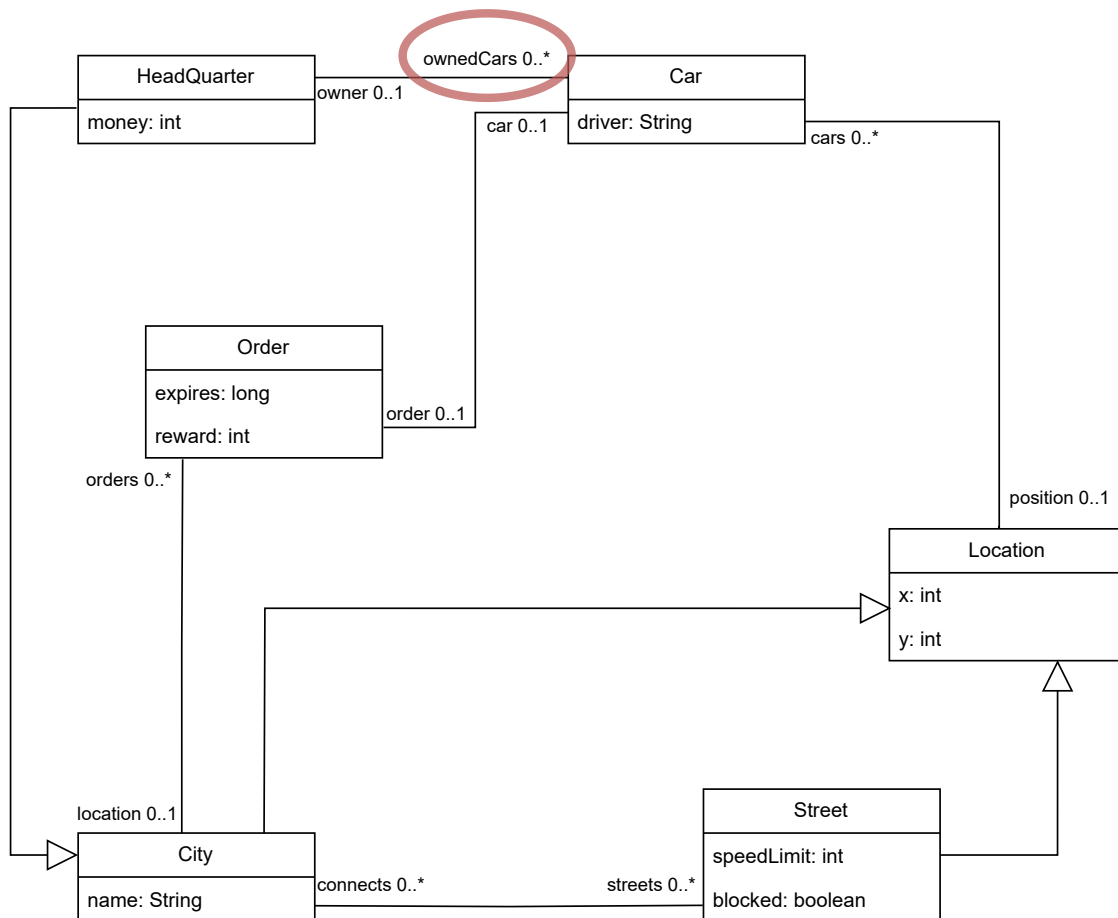 ownedCars 0..*
HeadQuarter
Car
owner 0..1
money: int
car 0..1
driver: String
cars 0..*
Order
expires: long
order 0..1
reward: int
orders 0..*
position 0..1
Location
x: int
y: int
location 0..1
Street
City
speedLimit: int
connects 0..*
streets 0..*
name: String
blocked: boolean